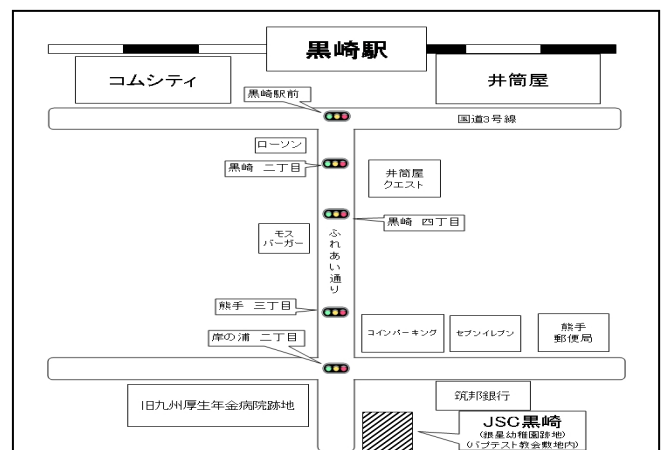 黒崎駅
コムシティ
井筒屋
黒崎駅前
国道3号線
ローソン
黒崎 二丁目
井筒屋
クエスト
黒崎 四丁目
モス
バーガー
ふれあい通り
熊手 三丁目
コインパーキング
セブンイレブン
熊手
郵便局
岸の浦 二丁目
筑邦銀行
旧九州厚生年金病院跡地
JSC黒崎
(銀星幼稚園跡地)
(バプテスト教会敷地内)